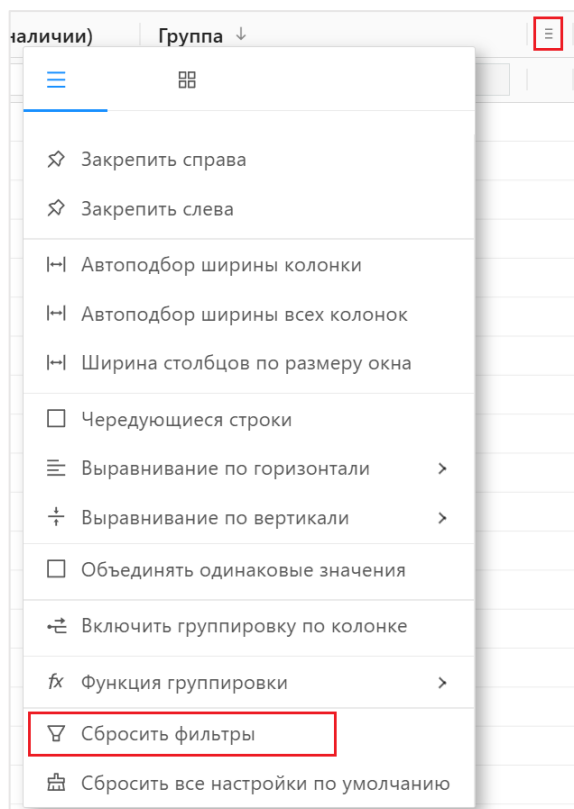 наличии) Группа ↓
Закрепить справа
Закрепить слева
Автоподбор ширины колонки
Автоподбор ширины всех колонок
Ширина столбцов по размеру окна
Чередующиеся строки
Выравнивание по горизонтали
Выравнивание по вертикали
Объединять одинаковые значения
Включить группировку по колонке
fx Функция группировки
Сбросить фильтры
Сбросить все настройки по умолчанию